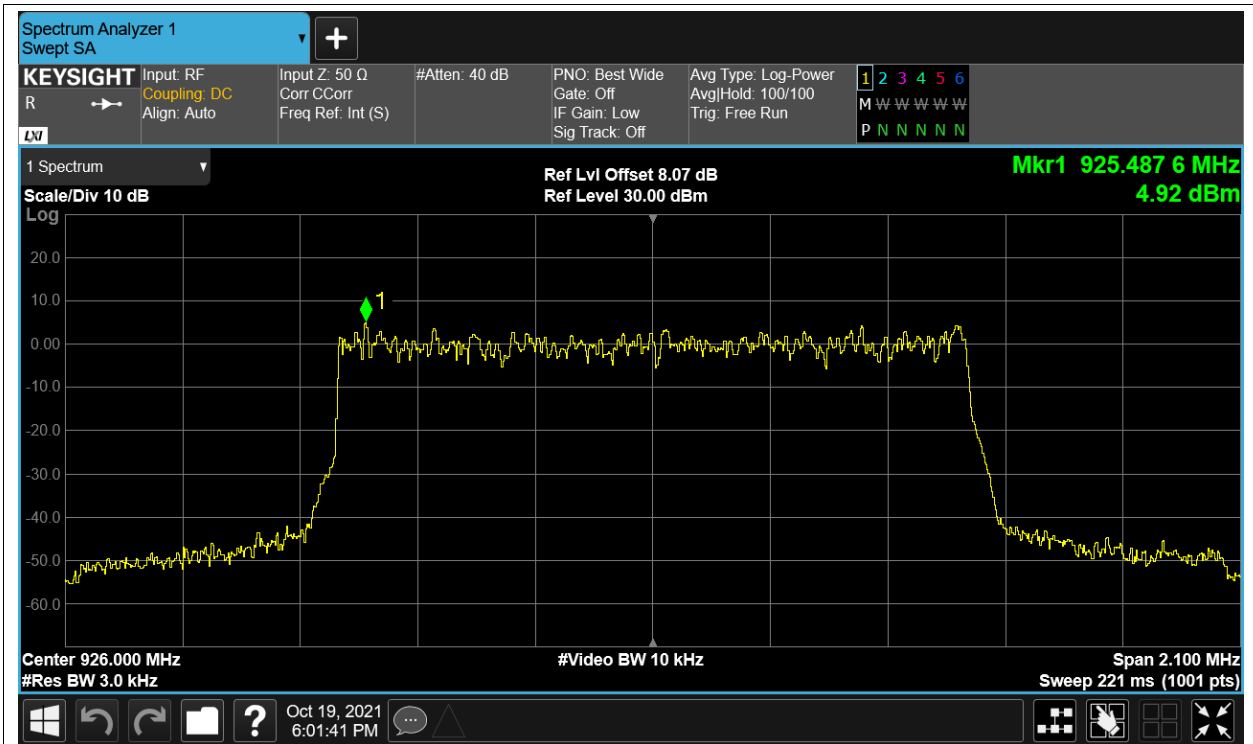 Spectrum Analyzer 1
Swept SA
KEYSIGHT
R
LXI
Input: RF
Coupling: DC
Align: Auto
Input Z: 50 Ω
Corr CCorr
Freq Ref: Int (S)
#Atten: 40 dB
PNO: Best Wide
Gate: Off
IF Gain: Low
Sig Track: Off
Avg Type: Log-Power
Avg|Hold: 100/100
Trig: Free Run
1 2 3 4 5 6
M W W W W W
P N N N N N
1 Spectrum
Scale/Div 10 dB
Ref Lvl Offset 8.07 dB
Ref Level 30.00 dBm
Mkr1 925.487 6 MHz
4.92 dBm
Log
20.0
10.0
1
0.00
-10.0
-20.0
-30.0
-40.0
-50.0
-60.0
Center 926.000 MHz
#Res BW 3.0 kHz
#Video BW 10 kHz
Span 2.100 MHz
Sweep 221 ms (1001 pts)
?
Oct 19, 2021
6:01:41 PM